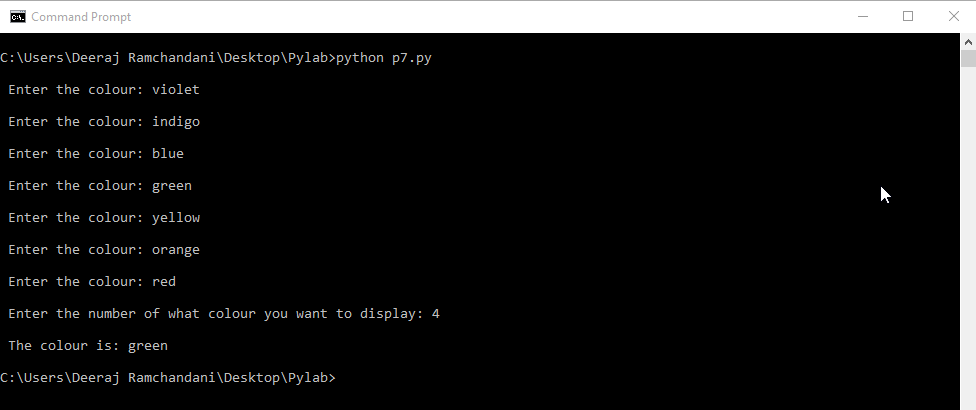 Command Prompt
C:\Users\Deeraj Ramchandani\Desktop\Pylab>python p7.py
Enter the colour: violet
Enter the colour: indigo
Enter the colour: blue
Enter the colour: green
Enter the colour: yellow
Enter the colour: orange
Enter the colour: red
Enter the number of what colour you want to display: 4
The colour is: green
C:\Users\Deeraj Ramchandani\Desktop\Pylab>